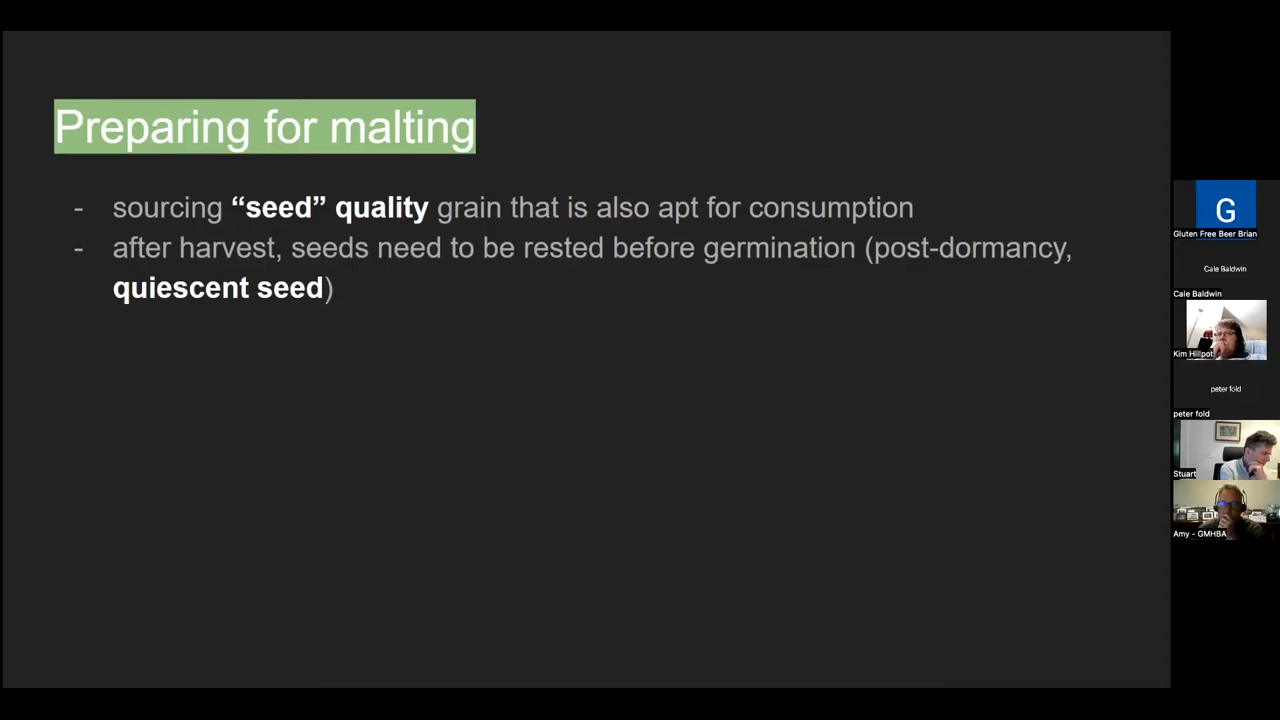 Preparing for malting
- sourcing “seed” quality grain that is also apt for consumption
- after harvest, seeds need to be rested before germination (post-dormancy,
quiescent seed)
G
Gluten Free Beer Brian
Cale Baldwin
Cale Baldwin
Kim Hillpot
peter fold
peter fold
Stuart
Amy - GMHBA